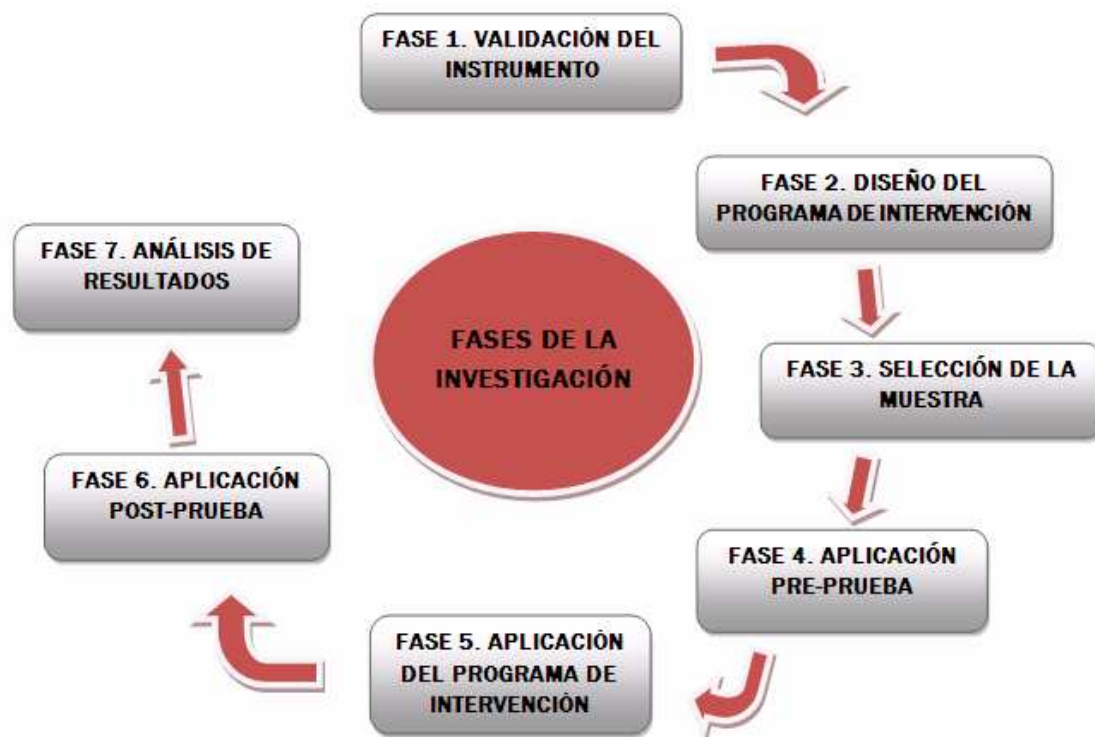 FASE 1. VALIDACIÓN DEL
INSTRUMENTO
FASE 2. DISEÑO DEL
PROGRAMA DE INTERVENCIÓN
FASE 3. SELECCIÓN DE LA
MUESTRA
FASE 4. APLICACIÓN
PRE-PRUEBA
FASE 5. APLICACIÓN
DEL PROGRAMA DE
INTERVENCIÓN
FASE 6. APLICACIÓN
POST-PRUEBA
FASE 7. ANÁLISIS DE
RESULTADOS
FASES DE LA
INVESTIGACIÓN